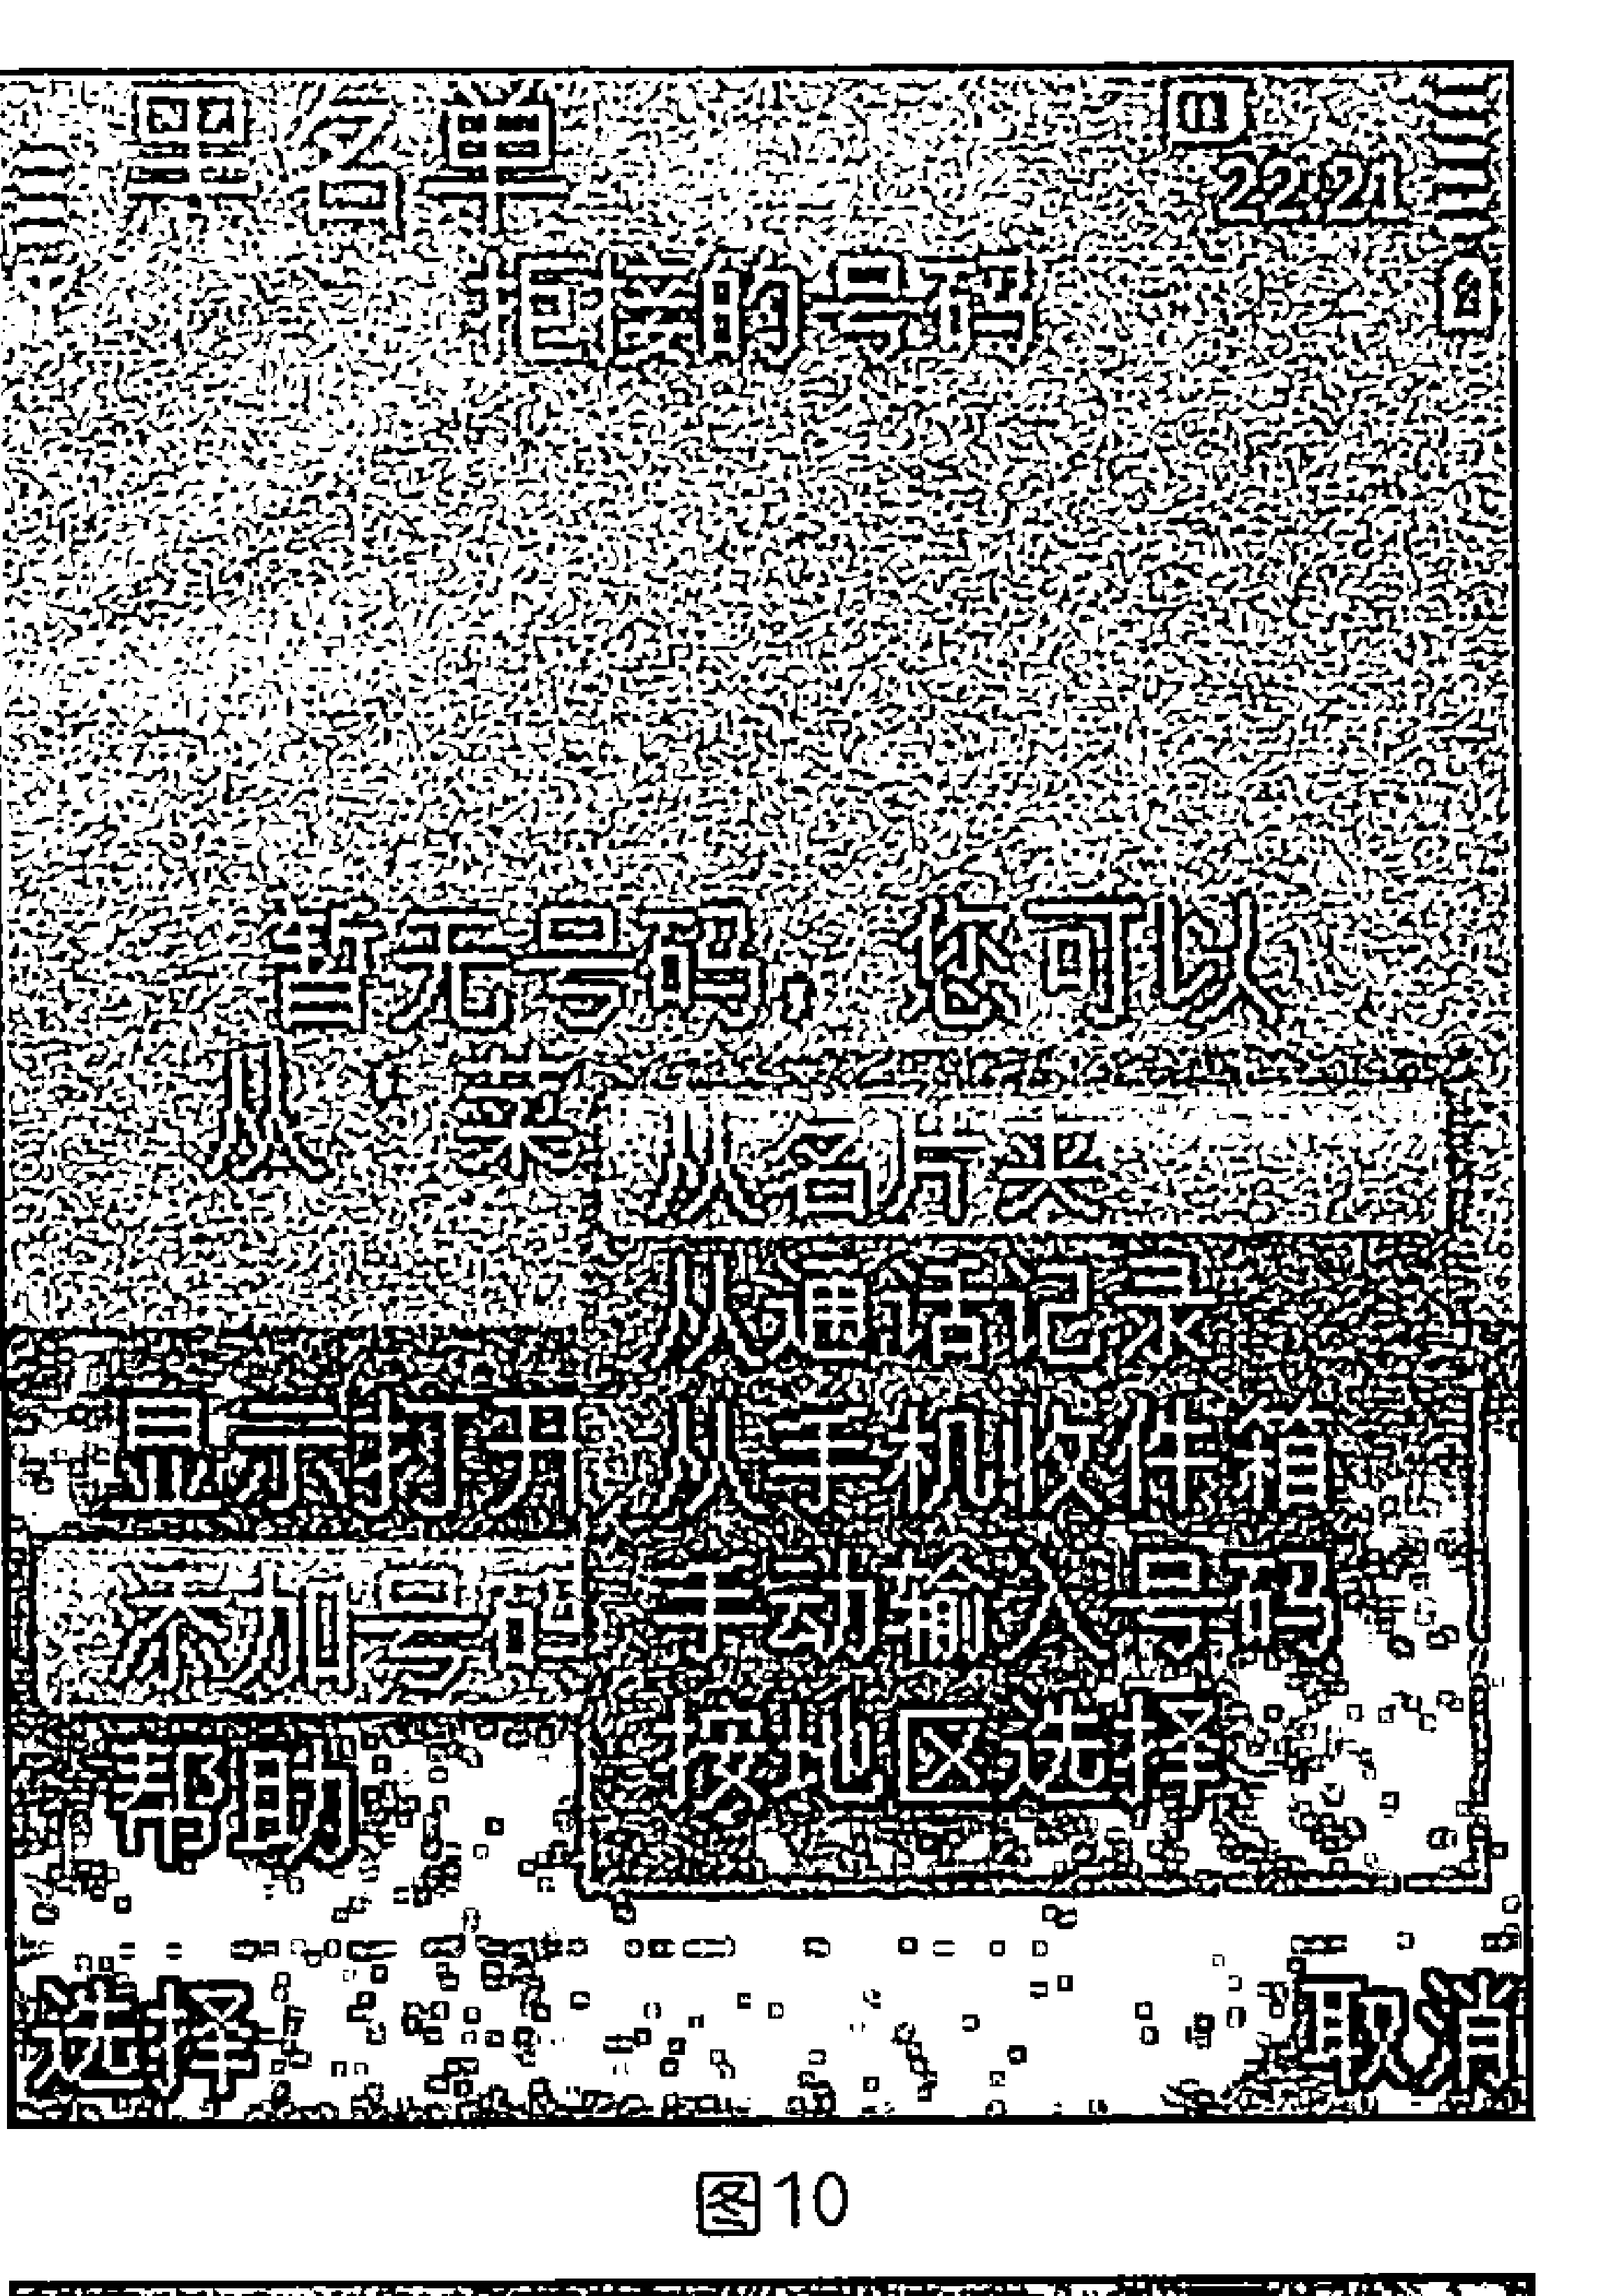 黑名单
22:21
拒接的号码
暂无号码，您可以
从“菜
从名片夹
从通话记录
显示打开
从手机收件箱
添加号码
手动输入号码
帮助
按地区选择
选择
取消
图10